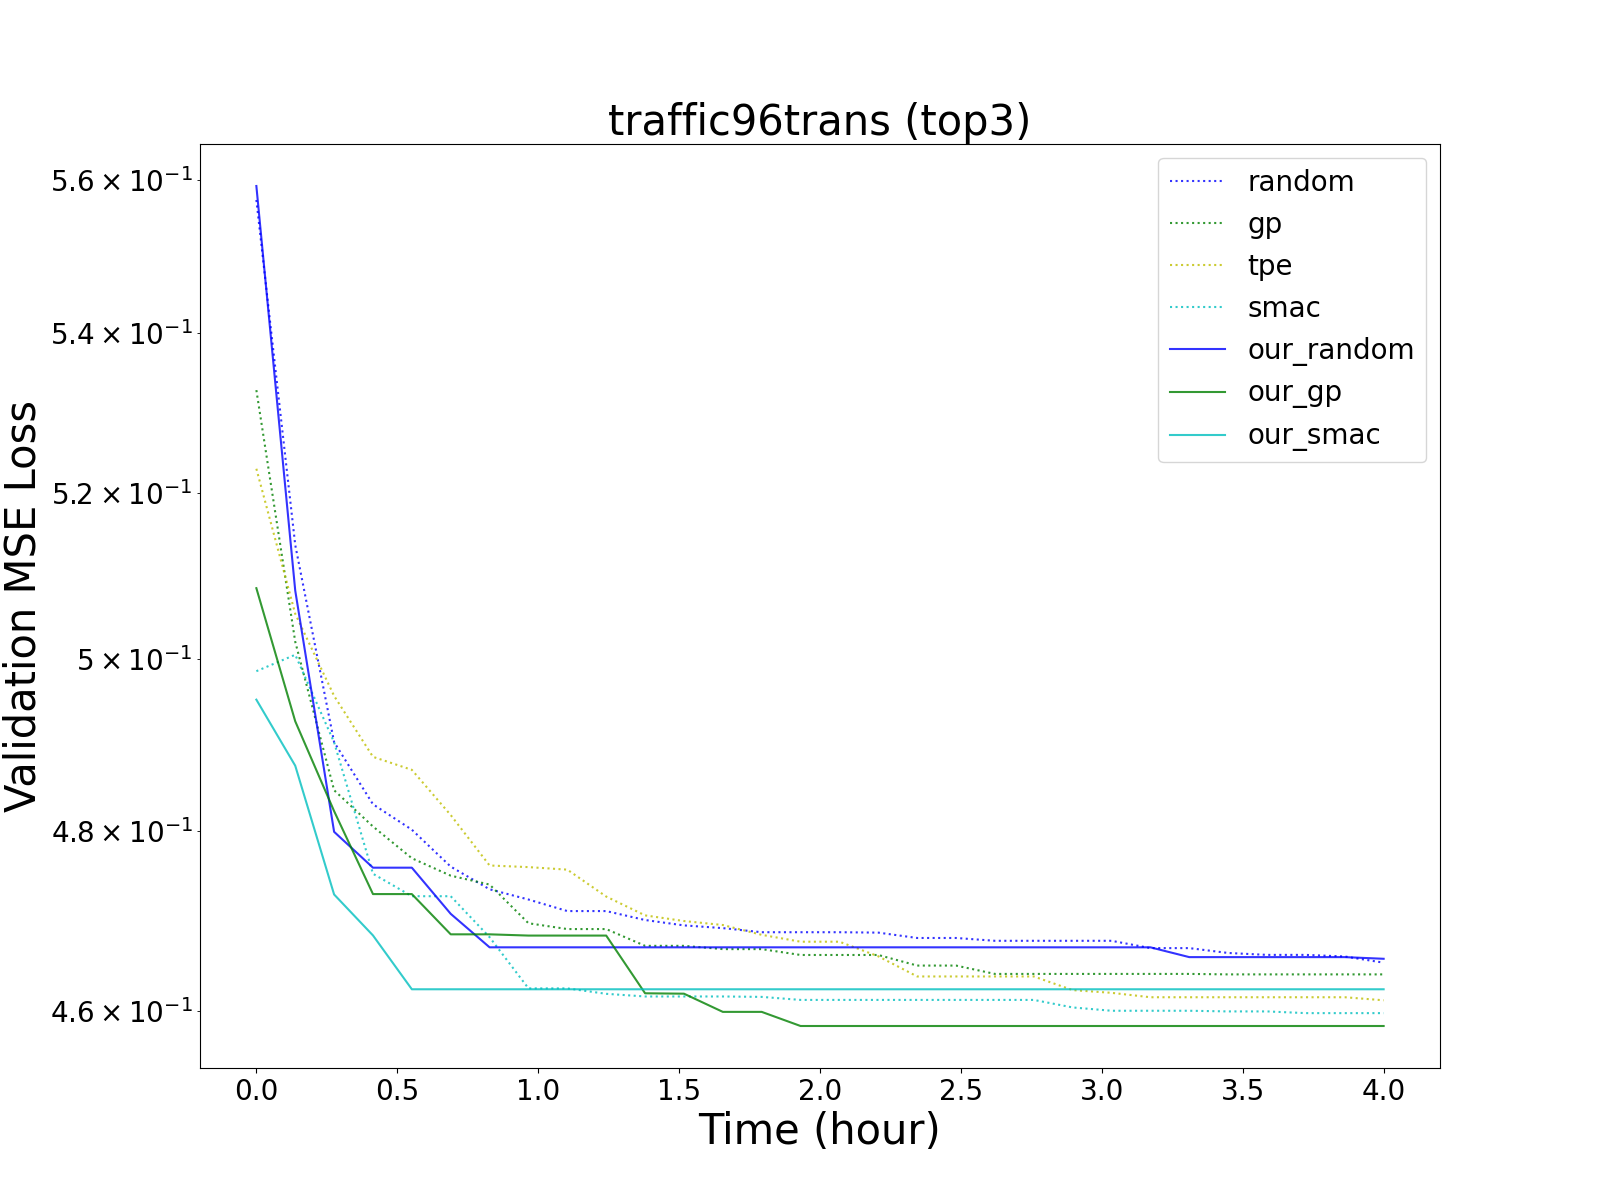 traffic96trans (top3)
5.6 × 10⁻¹
5.4 × 10⁻¹
5.2 × 10⁻¹
5 × 10⁻¹
4.8 × 10⁻¹
4.6 × 10⁻¹
Validation MSE Loss
random
gp
tpe
smac
our_random
our_gp
our_smac
0.0 0.5 1.0 1.5 2.0 2.5 3.0 3.5 4.0
Time (hour)